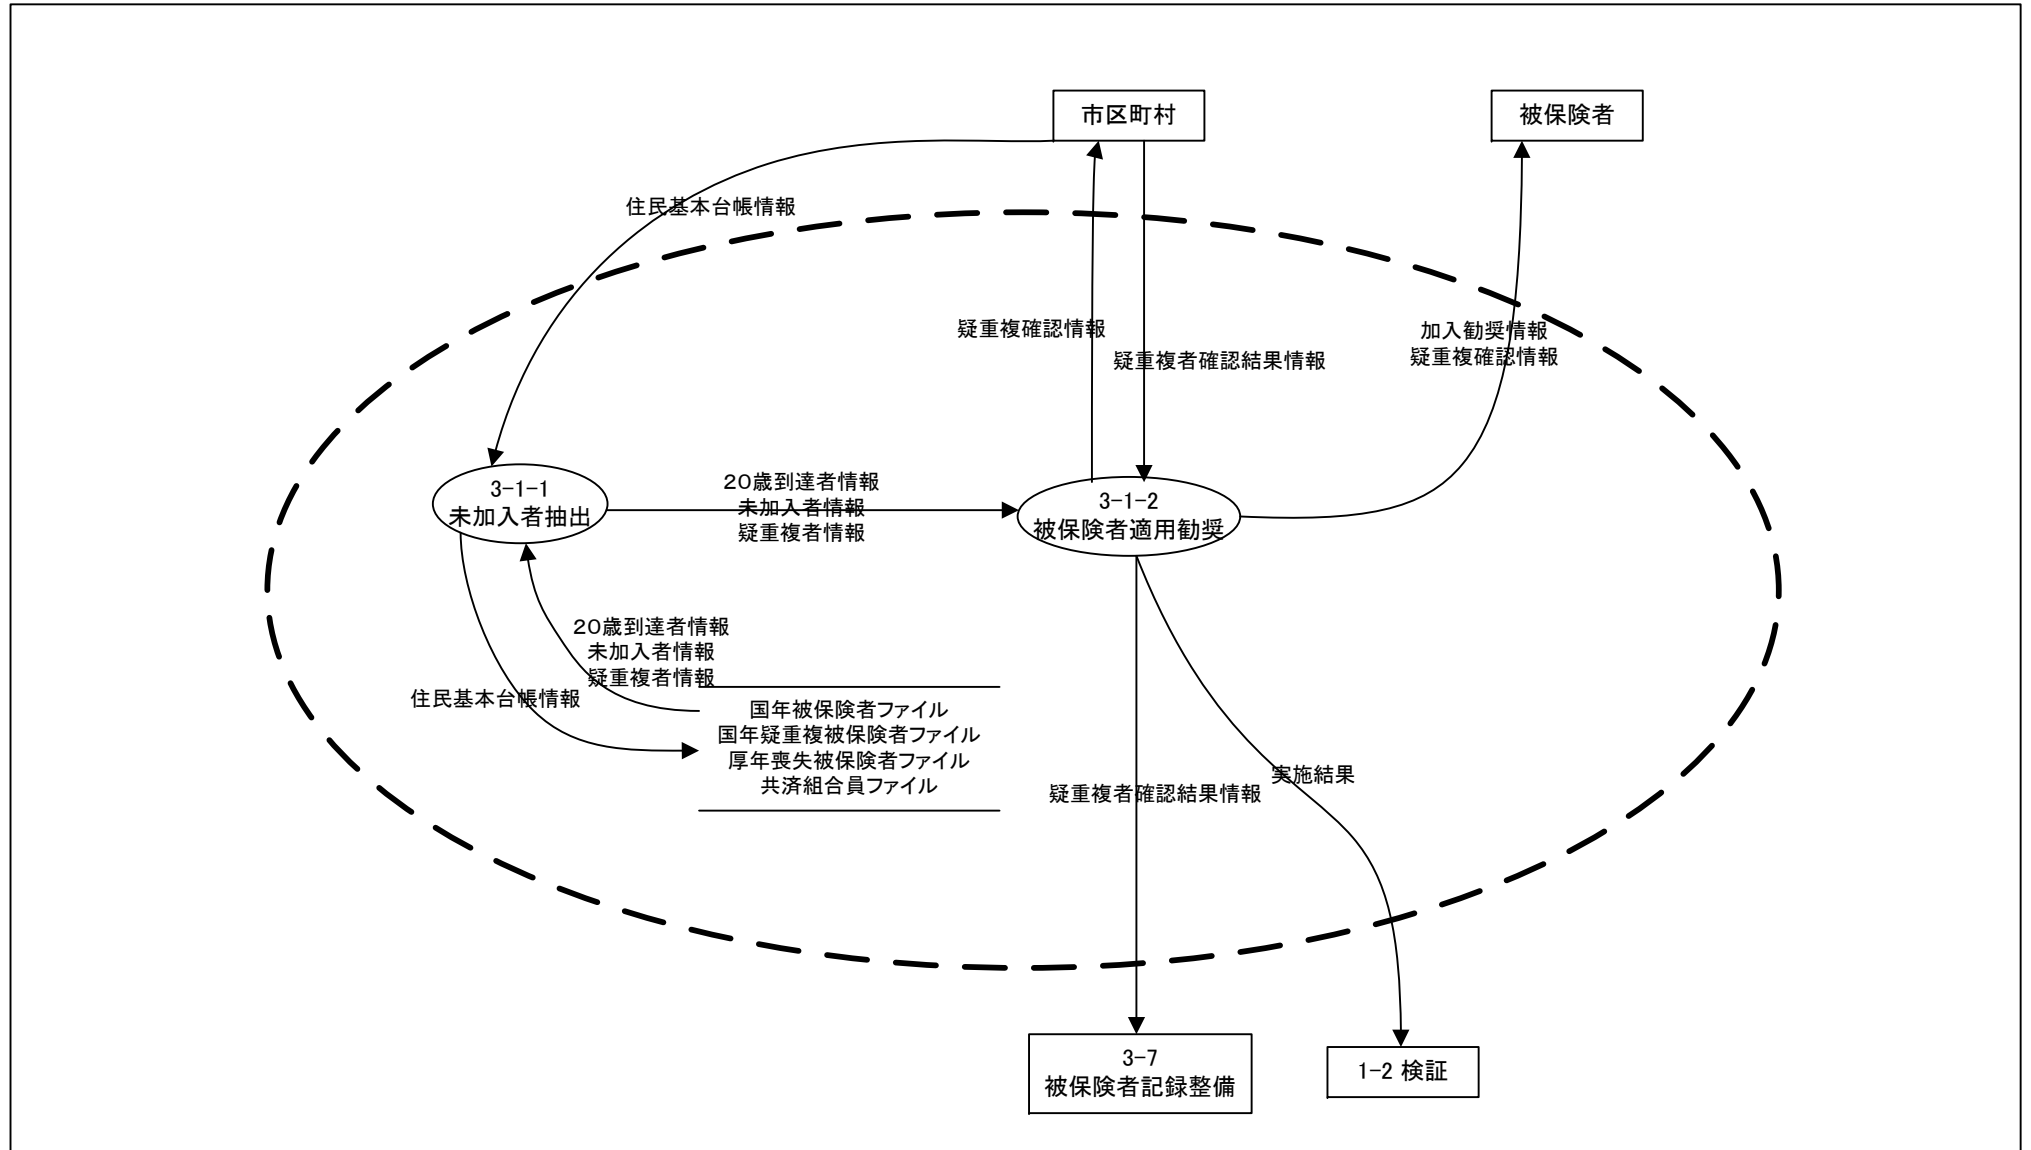 市区町村
被保険者
住民基本台帳情報
疑重複確認情報
疑重複者確認結果情報
加入勧奨情報
疑重複確認情報
3-1-1
未加入者抽出
20歳到達者情報
未加入者情報
疑重複者情報
3-1-2
被保険者適用勧奨
20歳到達者情報
未加入者情報
疑重複者情報
住民基本台帳情報
国年被保険者ファイル
国年疑重複被保険者ファイル
厚年喪失被保険者ファイル
共済組合員ファイル
疑重複者確認結果情報
実施結果
3-7
被保険者記録整備
1-2 検証